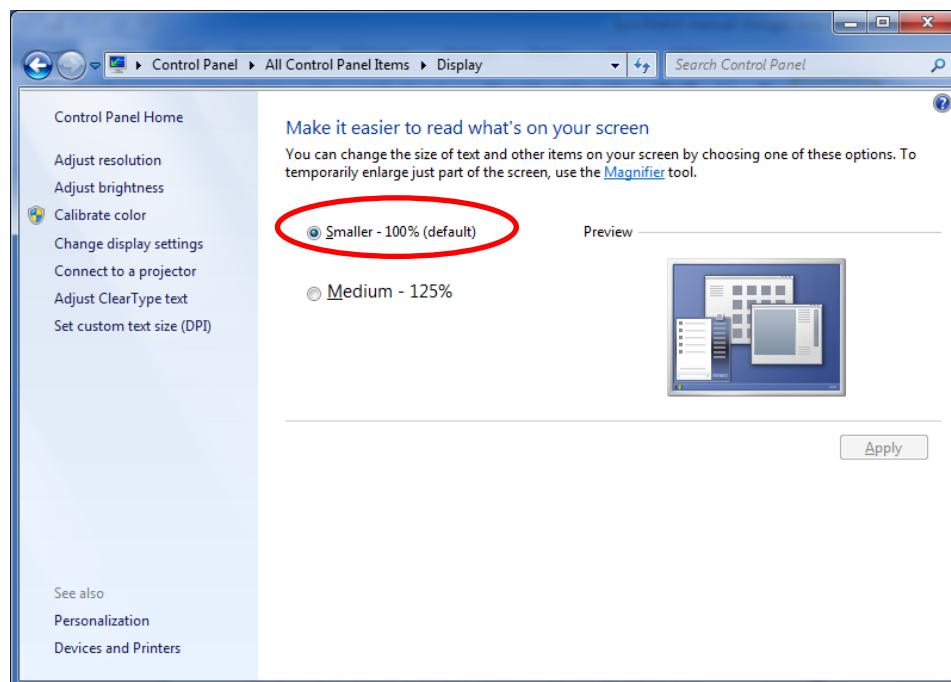 Control Panel All Control Panel Items Display
Search Control Panel
Control Panel Home
Adjust resolution
Adjust brightness
Calibrate color
Change display settings
Connect to a projector
Adjust ClearType text
Set custom text size (DPI)
See also
Personalization
Devices and Printers
Make it easier to read what's on your screen
You can change the size of text and other items on your screen by choosing one of these options. To
temporarily enlarge just part of the screen, use the Magnifier tool.
Smaller - 100% (default)
Preview
Medium - 125%
Apply